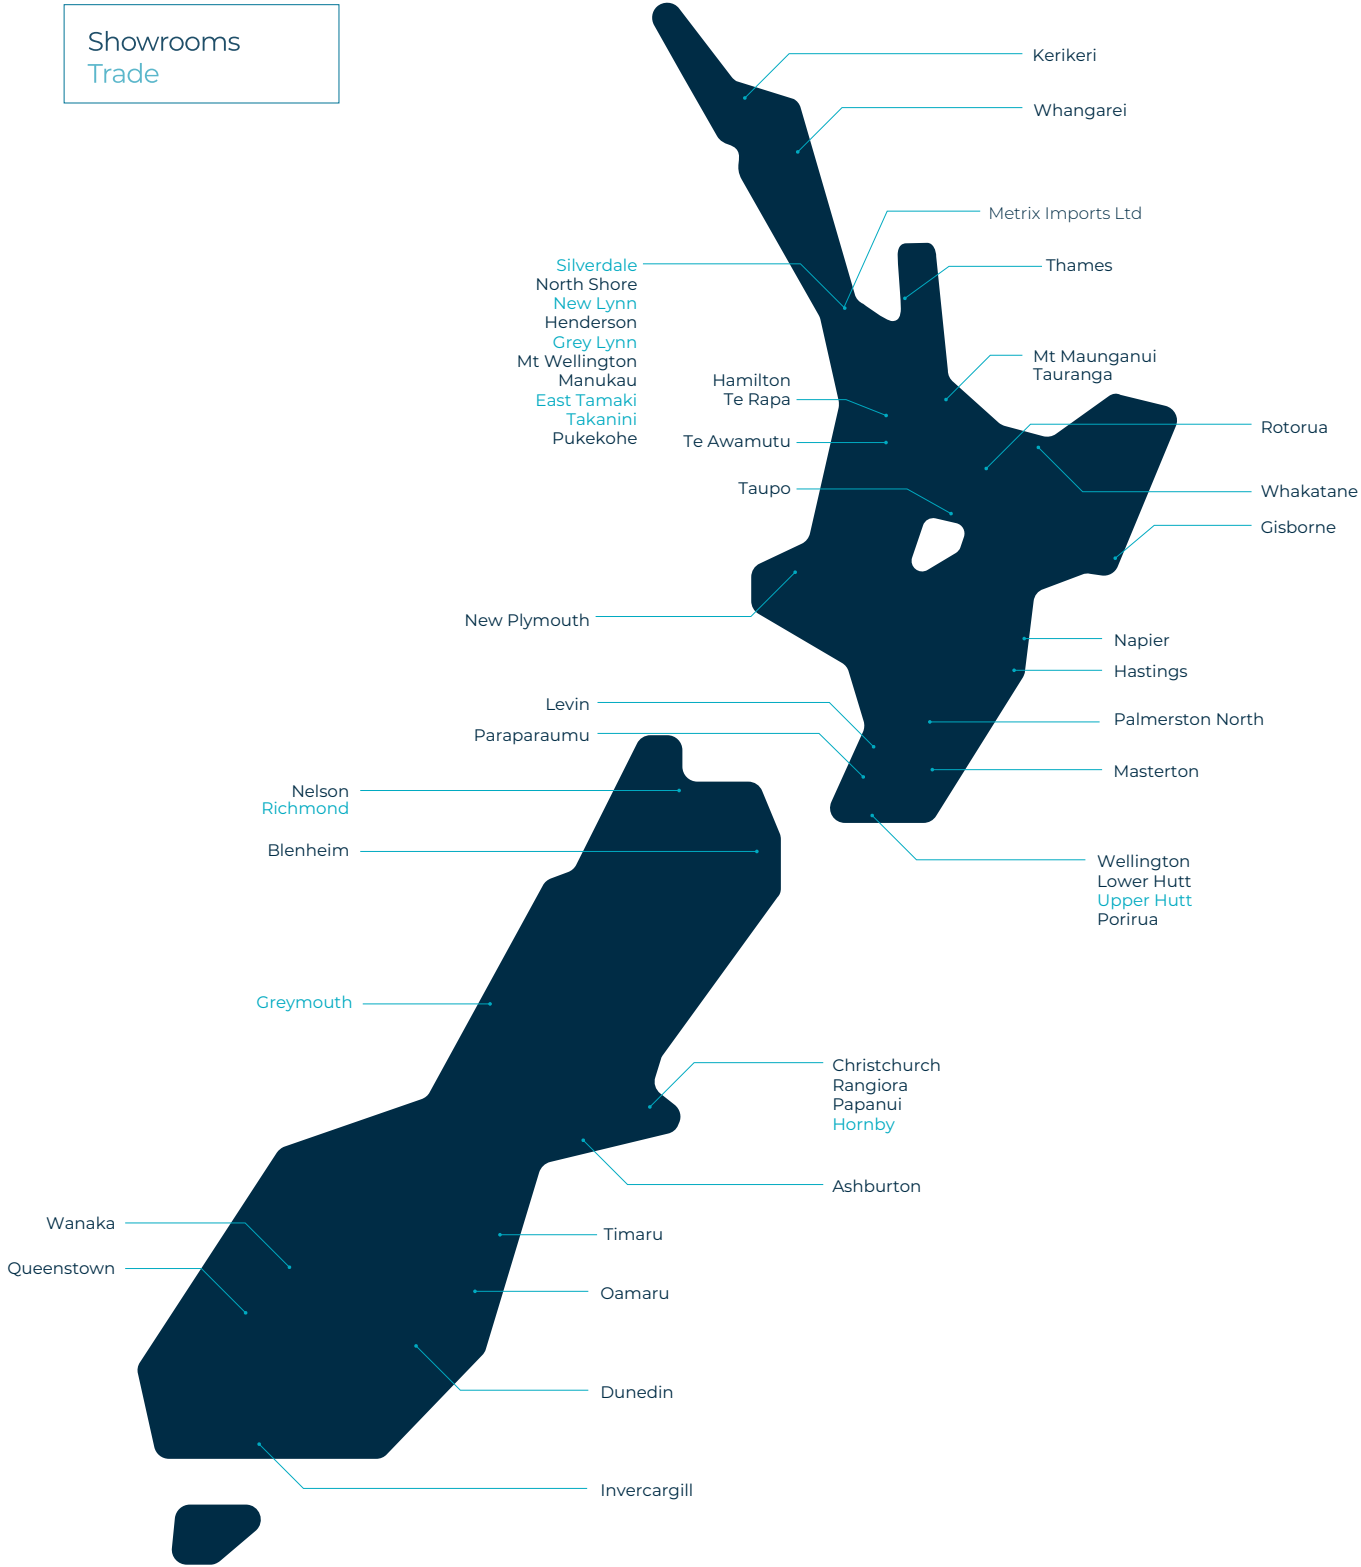 Showrooms
Trade
Kerikeri
Whangarei
Metrix Imports Ltd
Thames
Silverdale
North Shore
New Lynn
Henderson
Grey Lynn
Mt Wellington
Manukau
East Tamaki
Takanini
Pukekohe
Hamilton
Te Rapa
Te Awamutu
Taupo
Mt Maunganui
Tauranga
Rotorua
Whakatane
Gisborne
New Plymouth
Napier
Hastings
Levin
Paraparaumu
Palmerston North
Masterton
Nelson
Richmond
Blenheim
Wellington
Lower Hutt
Upper Hutt
Porirua
Greymouth
Christchurch
Rangiora
Papanui
Hornby
Ashburton
Wanaka
Queenstown
Timaru
Oamaru
Dunedin
Invercargill